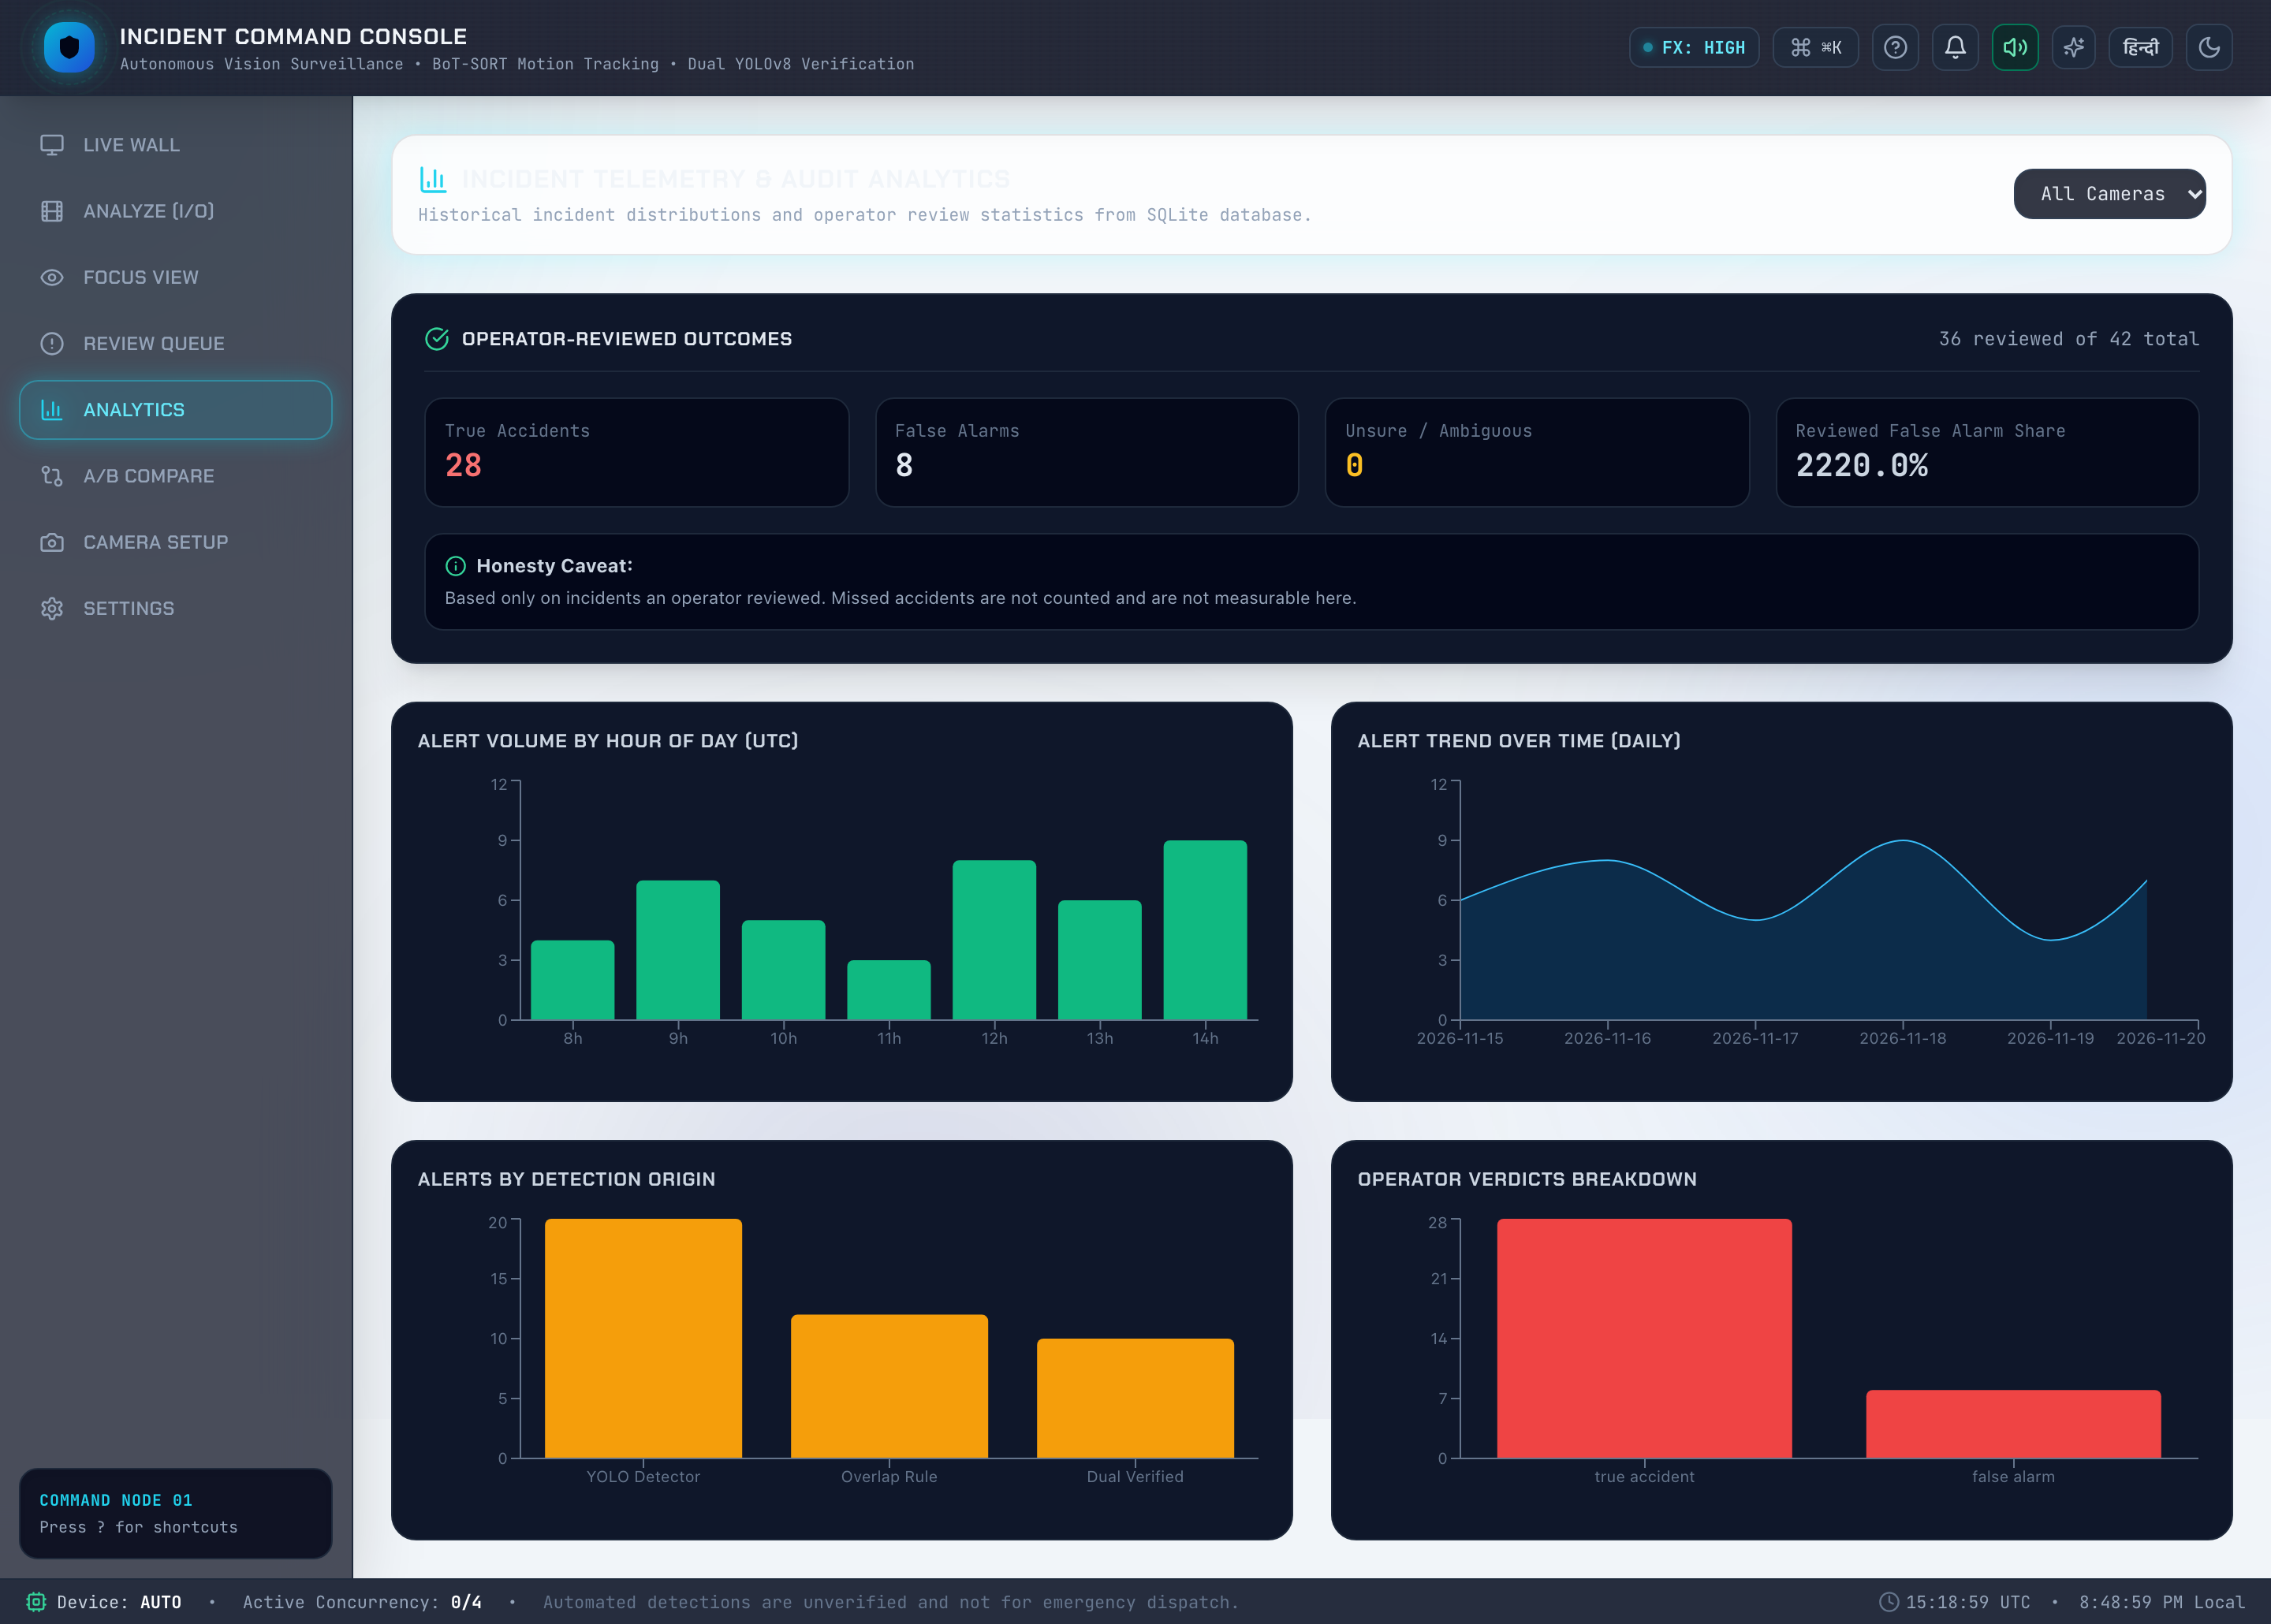 INCIDENT COMMAND CONSOLE
Autonomous Vision Surveillance • BoT-SORT Motion Tracking • Dual YOLOv8 Verification
FX: HIGH
⌘K
हिन्दी
LIVE WALL
ANALYZE (I/O)
FOCUS VIEW
REVIEW QUEUE
ANALYTICS
A/B COMPARE
CAMERA SETUP
SETTINGS
COMMAND NODE 01
Press ? for shortcuts
INCIDENT TELEMETRY & AUDIT ANALYTICS
Historical incident distributions and operator review statistics from SQLite database.
All Cameras
OPERATOR-REVIEWED OUTCOMES
36 reviewed of 42 total
True Accidents
28
False Alarms
8
Unsure / Ambiguous
0
Reviewed False Alarm Share
2220.0%
Honesty Caveat:
Based only on incidents an operator reviewed. Missed accidents are not counted and are not measurable here.
ALERT VOLUME BY HOUR OF DAY (UTC)
12
9
6
3
0
8h 9h 10h 11h 12h 13h 14h
ALERT TREND OVER TIME (DAILY)
12
9
6
3
0
2026-11-15 2026-11-16 2026-11-17 2026-11-18 2026-11-19 2026-11-20
ALERTS BY DETECTION ORIGIN
20
15
10
5
0
YOLO Detector Overlap Rule Dual Verified
OPERATOR VERDICTS BREAKDOWN
28
21
14
7
0
true accident false alarm
Device: AUTO • Active Concurrency: 0/4 • Automated detections are unverified and not for emergency dispatch.
15:18:59 UTC • 8:48:59 PM Local